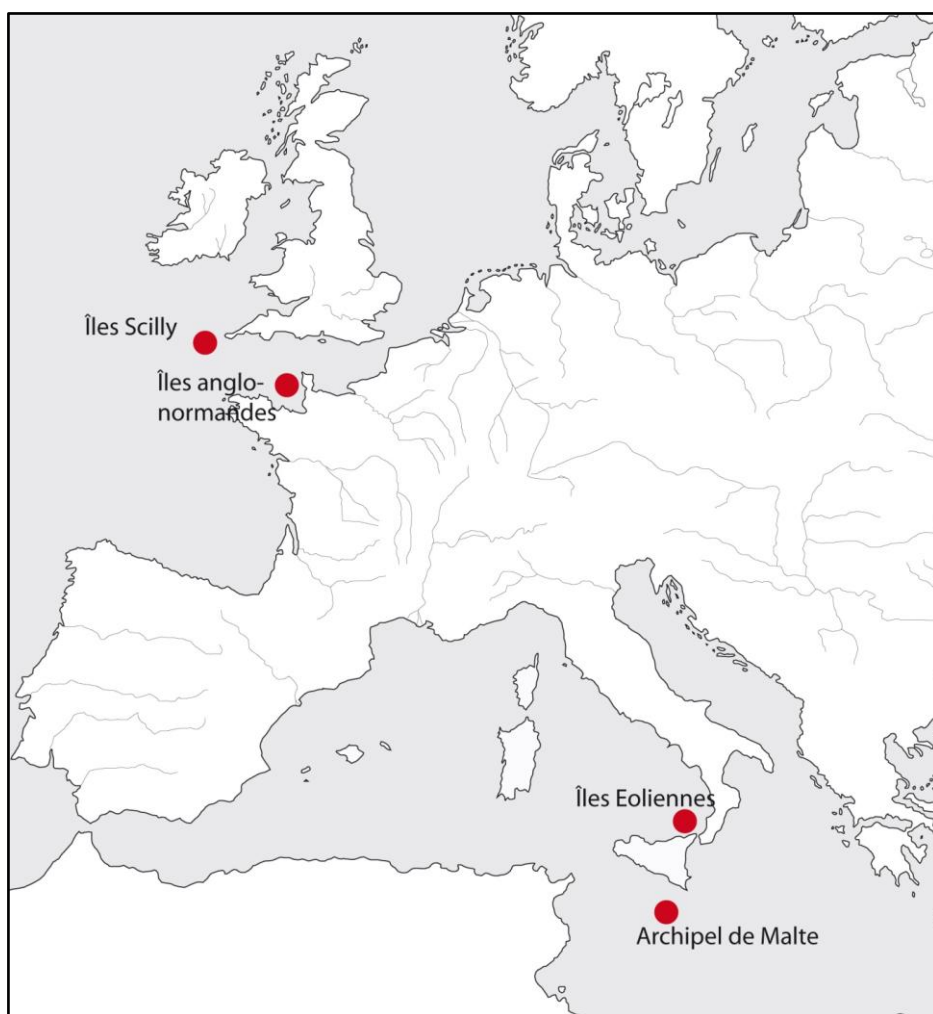 Îles Scilly
Îles anglo-
normandes
Îles Eoliennes
Archipel de Malte